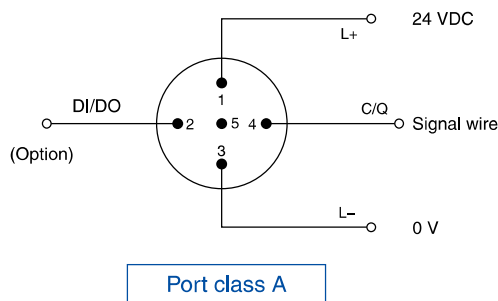 24 VDC
L+
1
DI/DO
C/Q
2
5
4
Signal wire
(Option)
3
L−
0 V
Port class A